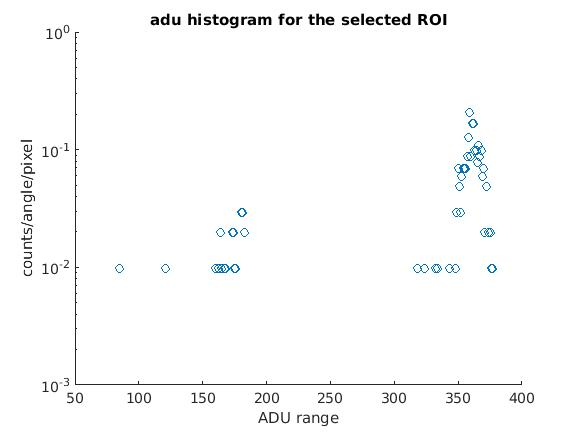 adu histogram for the selected ROI
10^0
10^-1
10^-2
10^-3
counts/angle/pixel
50 100 150 200 250 300 350 400
ADU range